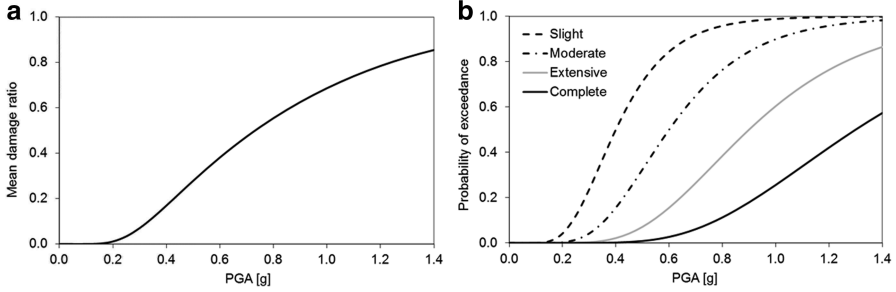 a
1.0
0.8
0.6
0.4
0.2
0.0
Mean damage ratio
0.0 0.2 0.4 0.6 0.8 1.0 1.2 1.4
PGA [g]
b
1.0
0.8
0.6
0.4
0.2
0.0
Probability of exceedance
Slight
Moderate
Extensive
Complete
0.0 0.2 0.4 0.6 0.8 1.0 1.2 1.4
PGA [g]